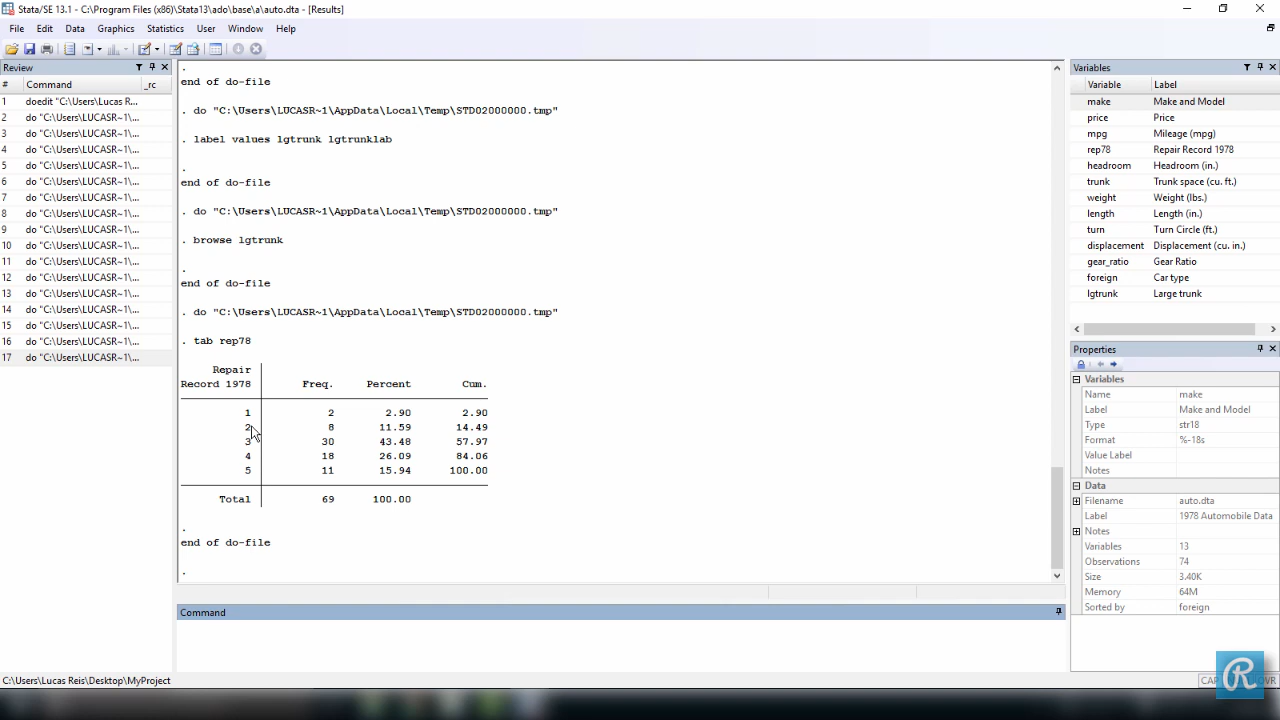 Stata/SE 13.1 - C:\Program Files (x86)\Stata13\ado\base\a\auto.dta - [Results]
File Edit Data Graphics Statistics User Window Help
Review
# Command _rc
1 doedit "C:\Users\Lucas R...
2 do "C:\Users\LUCASR~1\...
3 do "C:\Users\LUCASR~1\...
4 do "C:\Users\LUCASR~1\...
5 do "C:\Users\LUCASR~1\...
6 do "C:\Users\LUCASR~1\...
7 do "C:\Users\LUCASR~1\...
8 do "C:\Users\LUCASR~1\...
9 do "C:\Users\LUCASR~1\...
10 do "C:\Users\LUCASR~1\...
11 do "C:\Users\LUCASR~1\...
12 do "C:\Users\LUCASR~1\...
13 do "C:\Users\LUCASR~1\...
14 do "C:\Users\LUCASR~1\...
15 do "C:\Users\LUCASR~1\...
16 do "C:\Users\LUCASR~1\...
17 do "C:\Users\LUCASR~1\...
.
end of do-file
. do "C:\Users\LUCASR~1\AppData\Local\Temp\STD02000000.tmp"
. label values lgtrunk lgtrunklab
.
end of do-file
. do "C:\Users\LUCASR~1\AppData\Local\Temp\STD02000000.tmp"
. browse lgtrunk
.
end of do-file
. do "C:\Users\LUCASR~1\AppData\Local\Temp\STD02000000.tmp"
. tab rep78
Repair
Record 1978 Freq. Percent Cum.
1 2 2.90 2.90
2 8 11.59 14.49
3 30 43.48 57.97
4 18 26.09 84.06
5 11 15.94 100.00
Total 69 100.00
.
end of do-file
.
Command
Variables
Variable Label
make Make and Model
price Price
mpg Mileage (mpg)
rep78 Repair Record 1978
headroom Headroom (in.)
trunk Trunk space (cu. ft.)
weight Weight (lbs.)
length Length (in.)
turn Turn Circle (ft.)
displacement Displacement (cu. in.)
gear_ratio Gear Ratio
foreign Car type
lgtrunk Large trunk
Properties
Variables
Name make
Label Make and Model
Type str18
Format %-18s
Value Label
Notes
Data
Filename auto.dta
Label 1978 Automobile Data
Notes
Variables 13
Observations 74
Size 3.40K
Memory 64M
Sorted by foreign
C:\Users\Lucas Reis\Desktop\MyProject
CAP
OVR
R